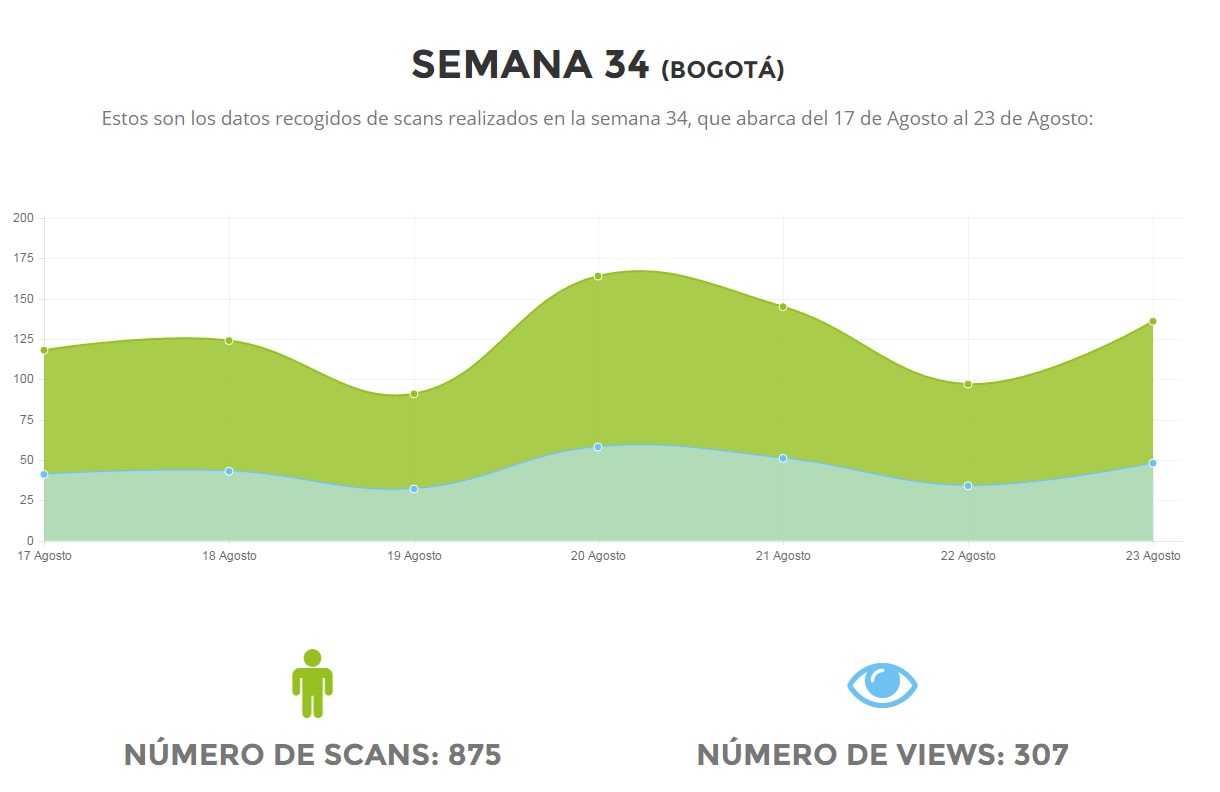 SEMANA 34 (BOGOTÁ)
Estos son los datos recogidos de scans realizados en la semana 34, que abarca del 17 de Agosto al 23 de Agosto:
200
175
150
125
100
75
50
25
0
17 Agosto 18 Agosto 19 Agosto 20 Agosto 21 Agosto 22 Agosto 23 Agosto
NÚMERO DE SCANS: 875 NÚMERO DE VIEWS: 307